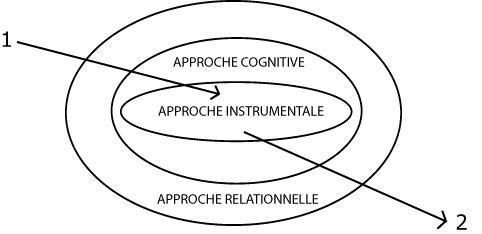 1
APPROCHE COGNITIVE
APPROCHE INSTRUMENTALE
APPROCHE RELATIONNELLE
2